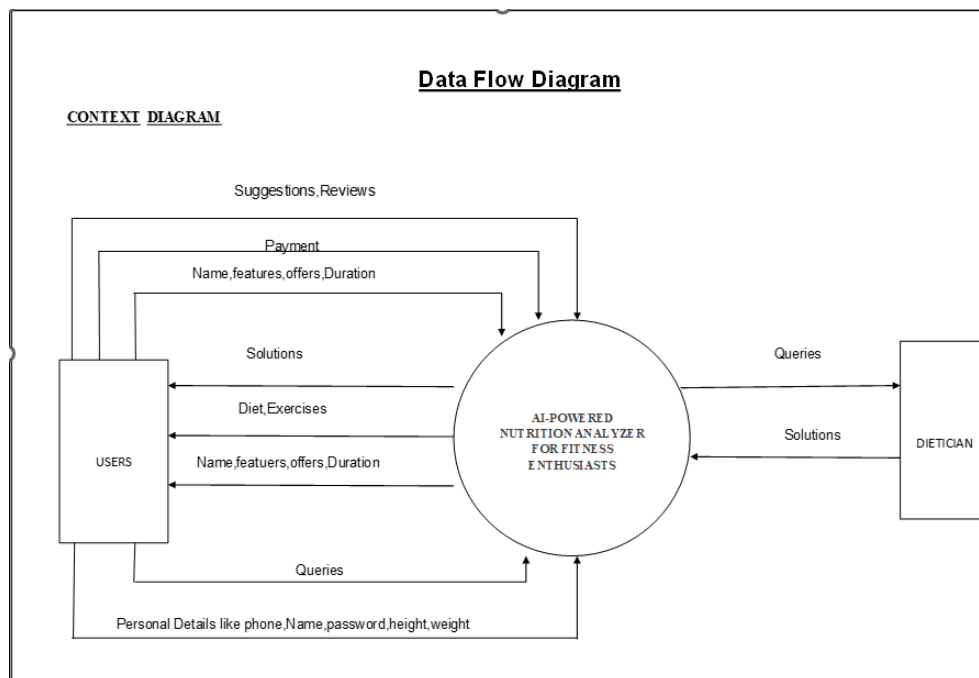 Data Flow Diagram
CONTEXT DIAGRAM
Suggestions,Reviews
Payment
Name,features,offers,Duration
Solutions
Queries
Diet,Exercises
AI-POWERED
NUTRITION ANALYZER
FOR FITNESS
ENTHUSIASTS
Solutions
DIETICIAN
USERS
Name,featuers,offers,Duration
Queries
Personal Details like phone,Name,password,height,weight